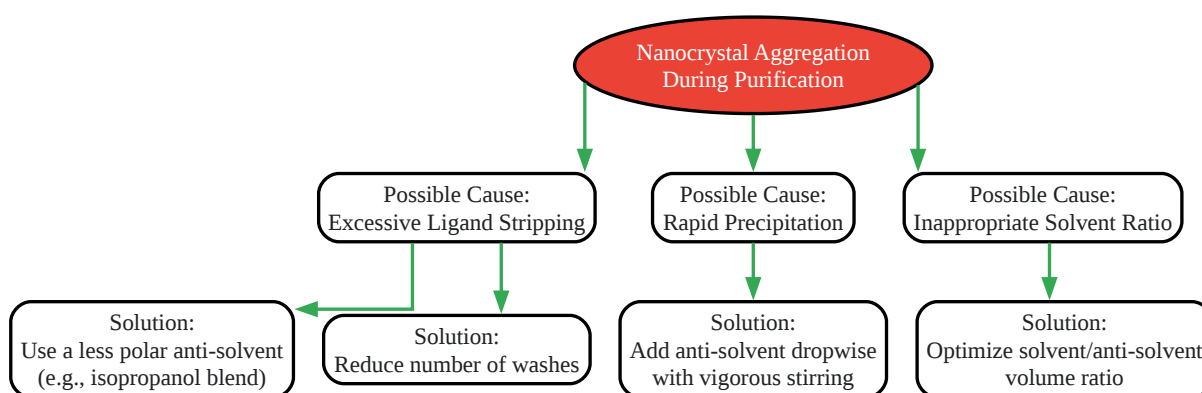 Nanocrystal Aggregation
During Purification
Possible Cause:
Excessive Ligand Stripping
Possible Cause:
Rapid Precipitation
Possible Cause:
Inappropriate Solvent Ratio
Solution:
Use a less polar anti-solvent
(e.g., isopropanol blend)
Solution:
Reduce number of washes
Solution:
Add anti-solvent dropwise
with vigorous stirring
Solution:
Optimize solvent/anti-solvent
volume ratio